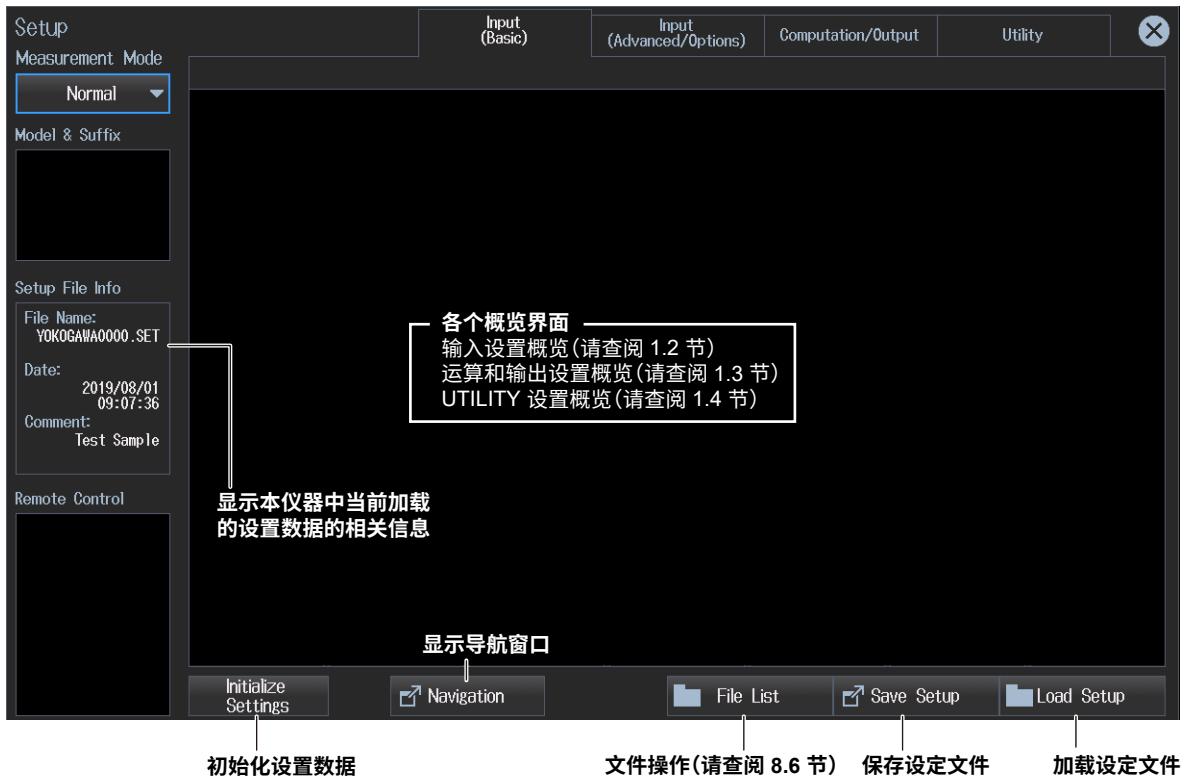 Setup
Input
(Basic)
Input
(Advanced/Options)
Computation/Output
Utility
Measurement Mode
Normal
Model & Suffix
Setup File Info
File Name:
YOKOGAWA0000.SET
Date:
2019/08/01
09:07:36
Comment:
Test Sample
Remote Control
各个概览界面
输入设置概览(请查阅 1.2 节)
运算和输出设置概览(请查阅 1.3 节)
UTILITY 设置概览(请查阅 1.4 节)
显示本仪器中当前加载
的设置数据的相关信息
显示导航窗口
Initialize
Settings
Navigation
File List
Save Setup
Load Setup
初始化设置数据
文件操作(请查阅 8.6 节)
保存设定文件
加载设定文件